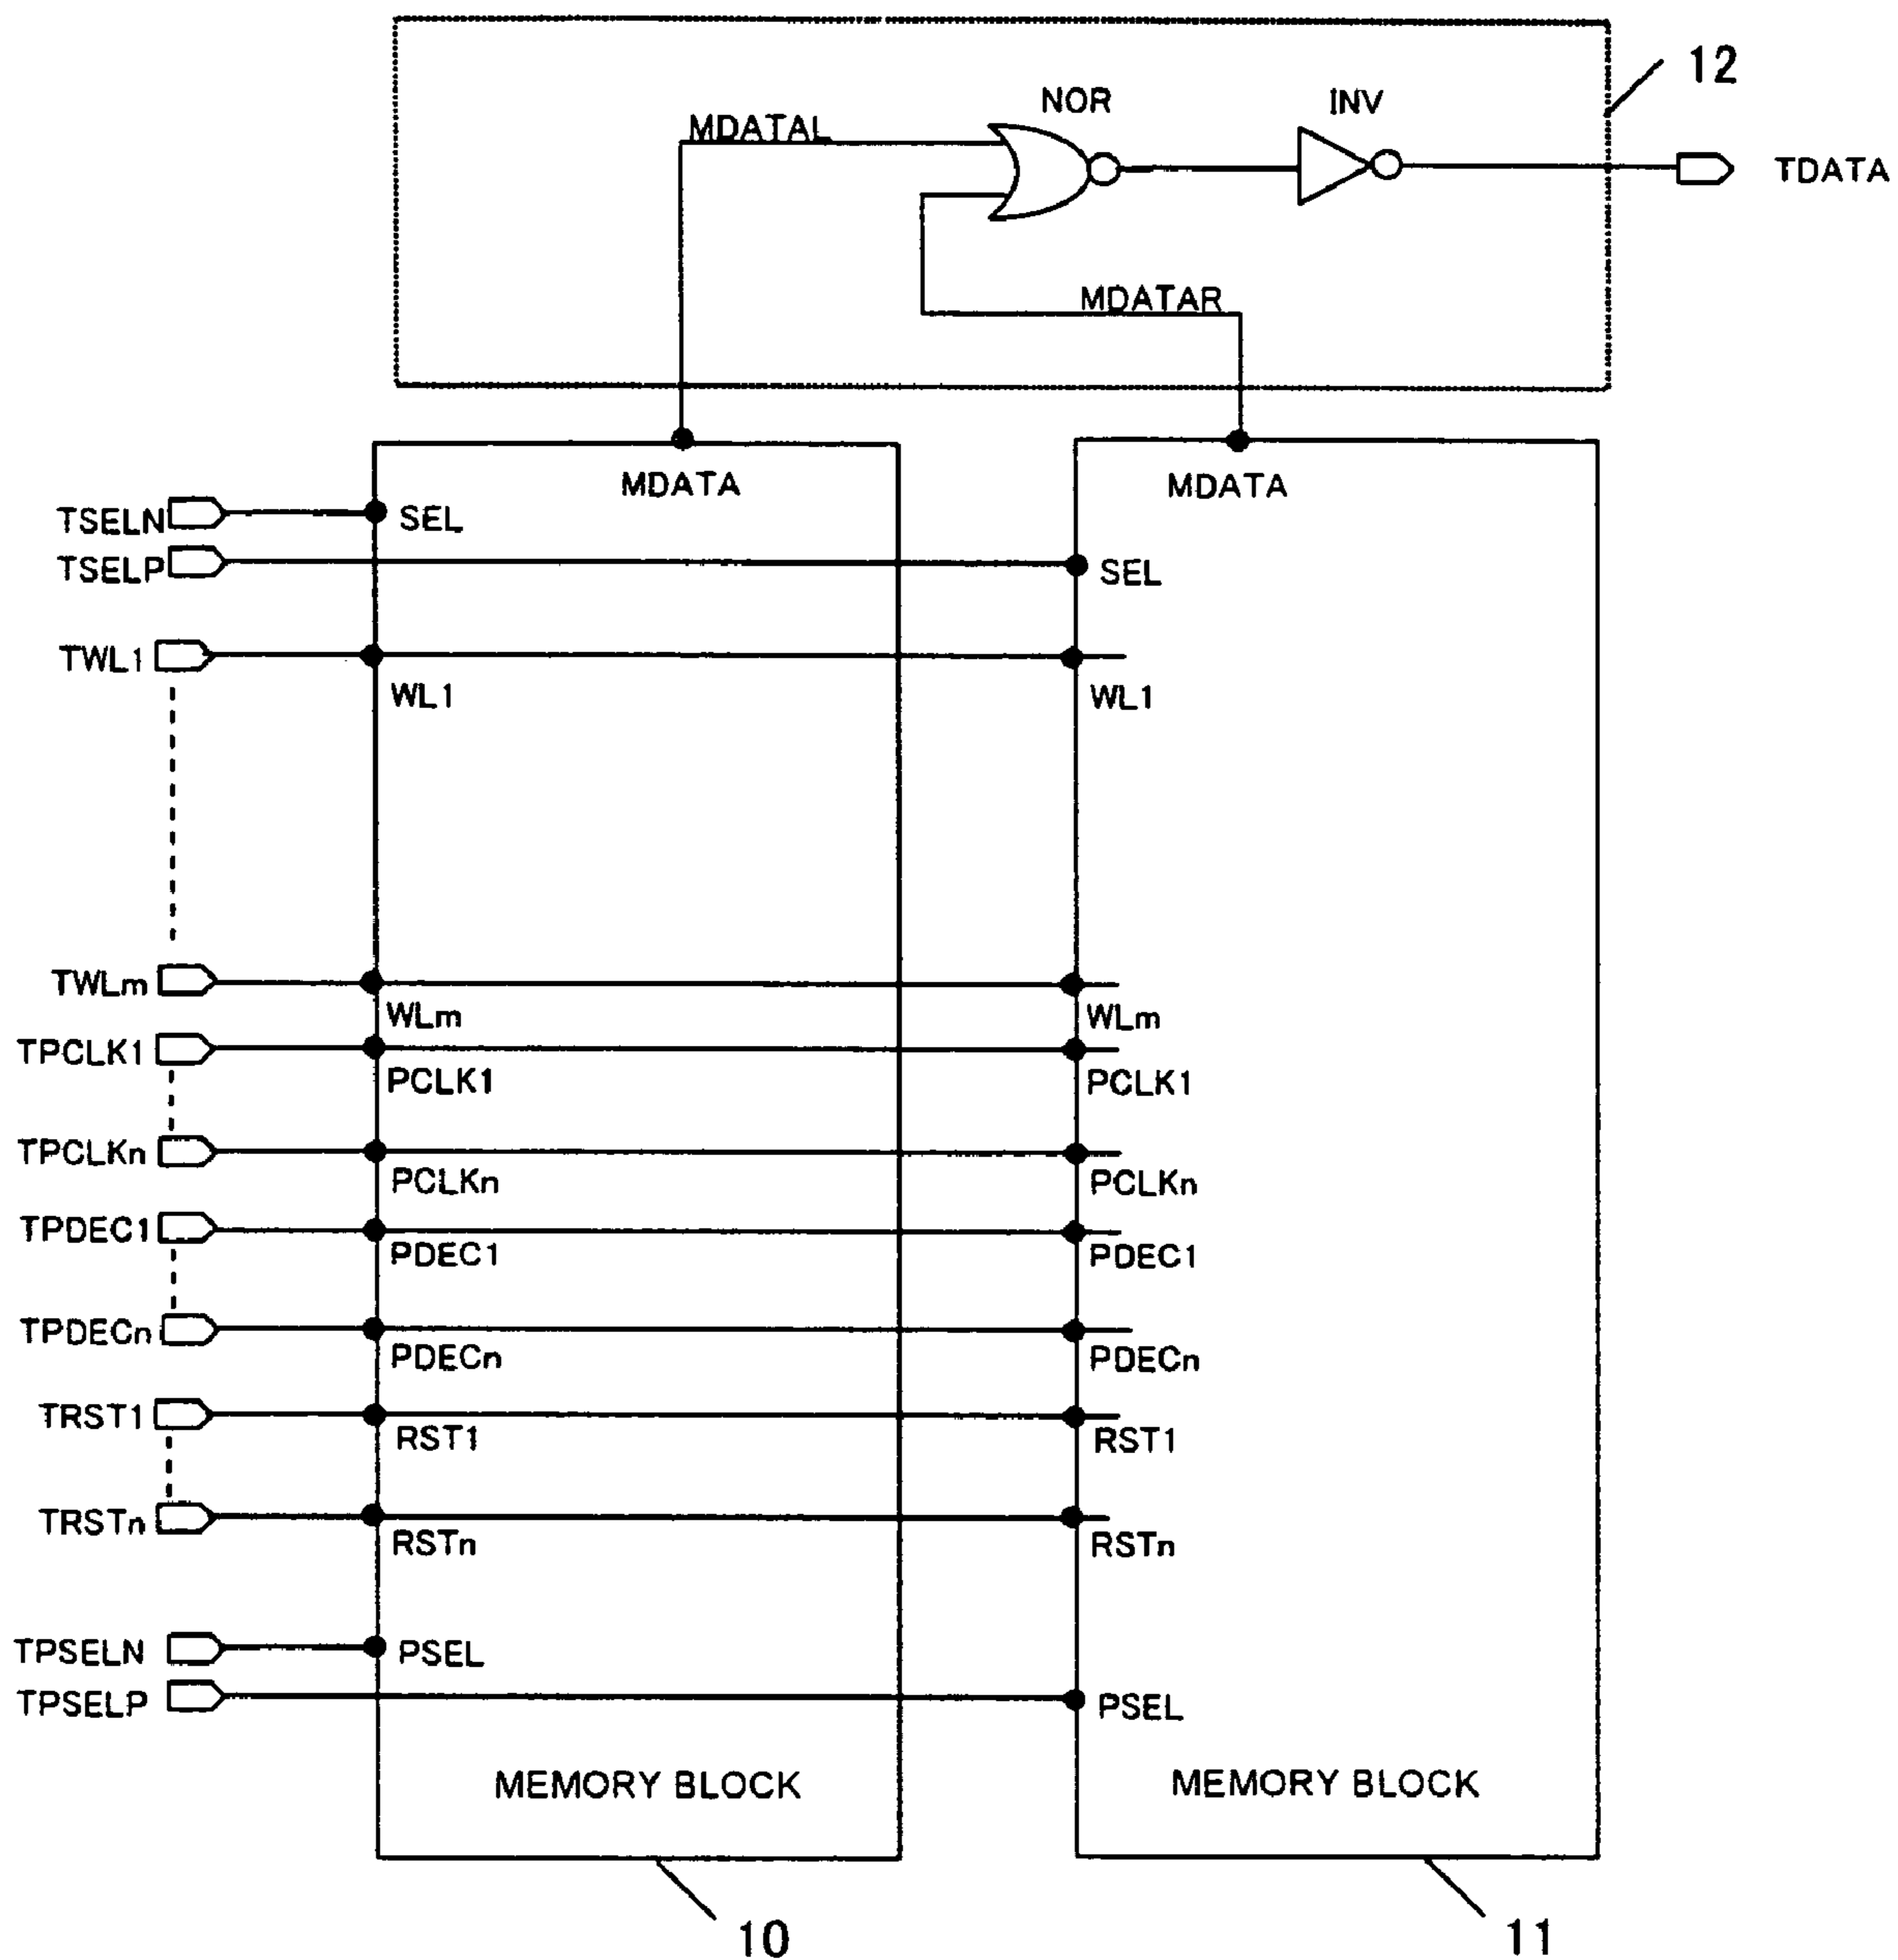 12
NOR
INV
MDATAL
TDATA
MDATAR
MDATA
MDATA
TSELN
SEL
TSELP
SEL
TWL1
WL1
WL1
TWLm
WLm
WLm
TPCLK1
PCLK1
PCLK1
TPCLKn
PCLKn
PCLKn
TPDEC1
PDEC1
PDEC1
TPDECn
PDECn
PDECn
TRST1
RST1
RST1
TRSTn
RSTn
RSTn
TPSELN
PSEL
TPSELP
PSEL
MEMORY BLOCK
MEMORY BLOCK
10
11